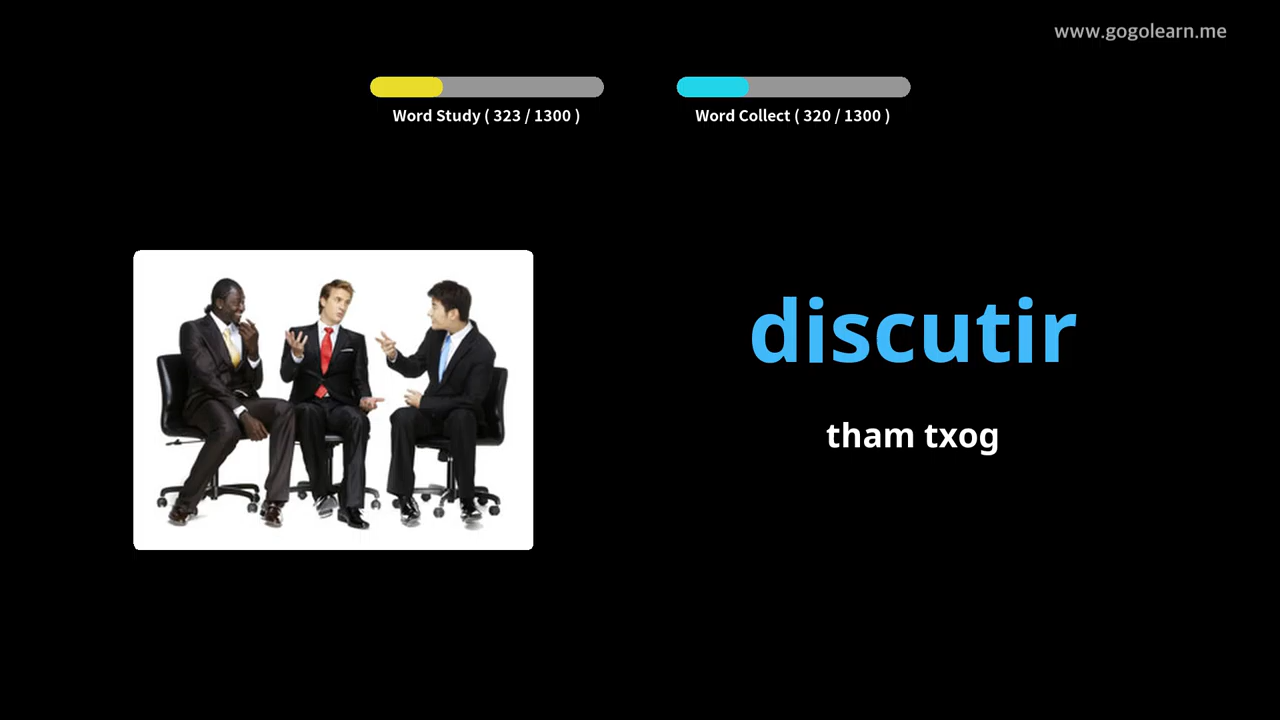 www.gogolearn.me
Word Study ( 323 / 1300 )
Word Collect ( 320 / 1300 )
discutir
tham txog